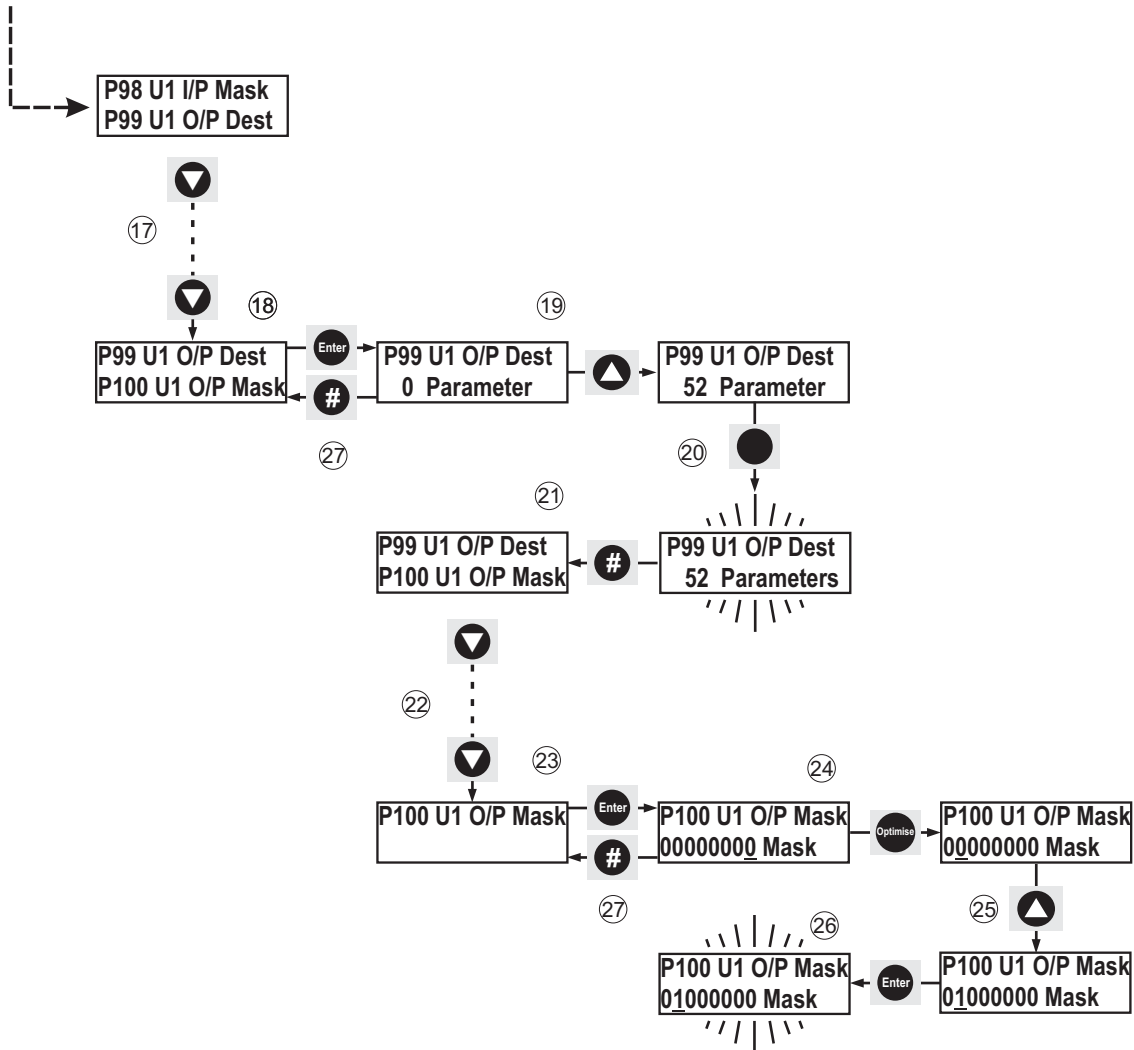 P98 U1 I/P Mask
P99 U1 O/P Dest
17
18
19
P99 U1 O/P Dest
P100 U1 O/P Mask
Enter
#
27
P99 U1 O/P Dest
0 Parameter
P99 U1 O/P Dest
52 Parameter
20
21
P99 U1 O/P Dest
P100 U1 O/P Mask
#
P99 U1 O/P Dest
52 Parameters
22
23
24
P100 U1 O/P Mask
Enter
#
27
P100 U1 O/P Mask
00000000 Mask
Optimise
P100 U1 O/P Mask
00000000 Mask
25
26
P100 U1 O/P Mask
01000000 Mask
Enter
P100 U1 O/P Mask
01000000 Mask